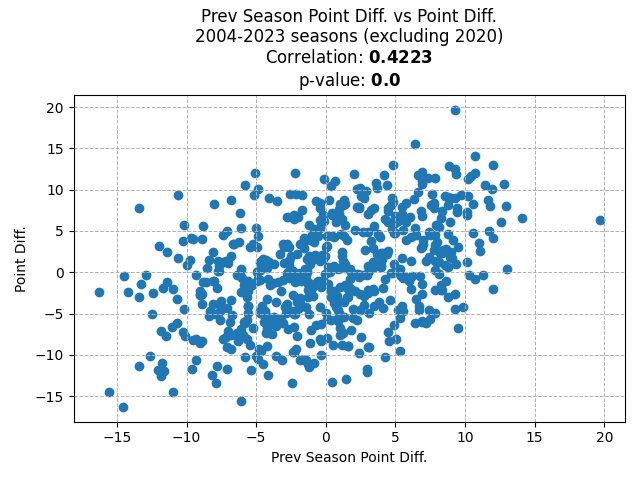 Prev Season Point Diff. vs Point Diff.
2004-2023 seasons (excluding 2020)
Correlation: 0.4223
p-value: 0.0
20
15
10
5
0
−5
−10
−15
Point Diff.
−15 −10 −5 0 5 10 15 20
Prev Season Point Diff.